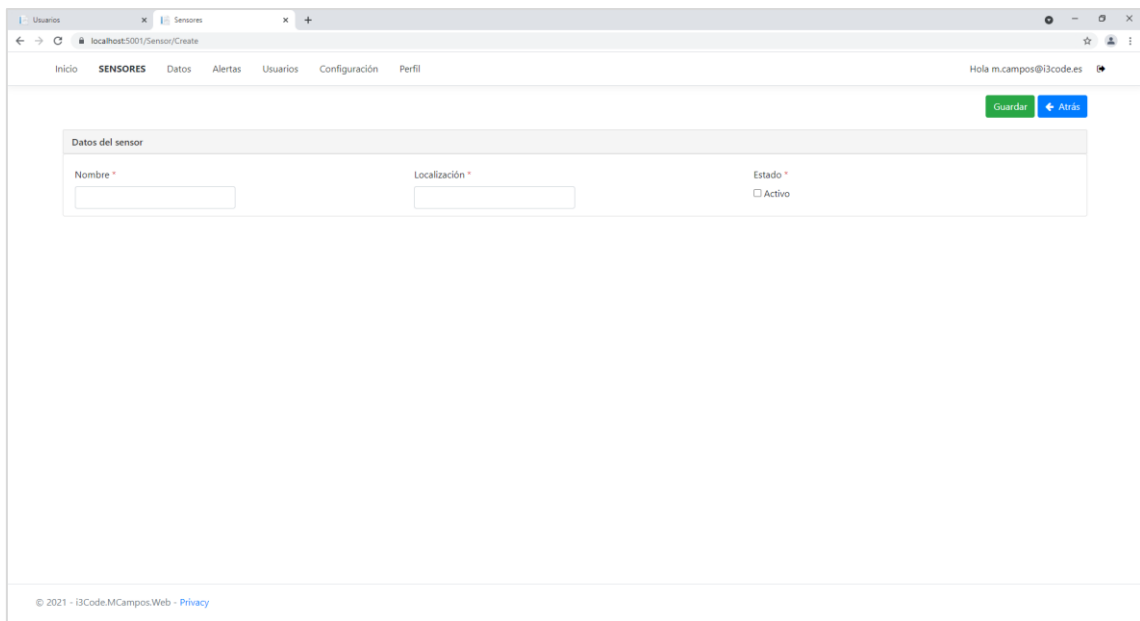 Usuarios Sensores
localhost:5001/Sensor/Create
Inicio SENSORES Datos Alertas Usuarios Configuración Perfil Hola m.campos@i3code.es
Guardar Atrás
Datos del sensor
Nombre * Localización * Estado *
Activo
© 2021 - i3Code.MCampos.Web - Privacy